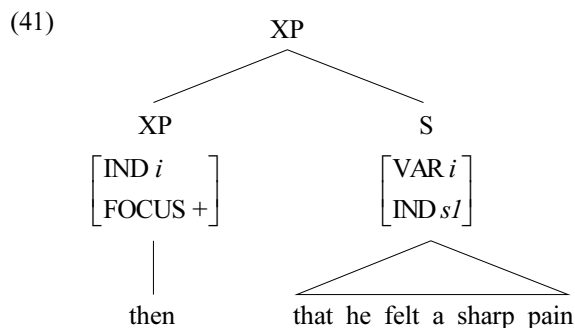 (41)
XP
XP S
IND i VAR i
FOCUS + IND s1
then that he felt a sharp pain